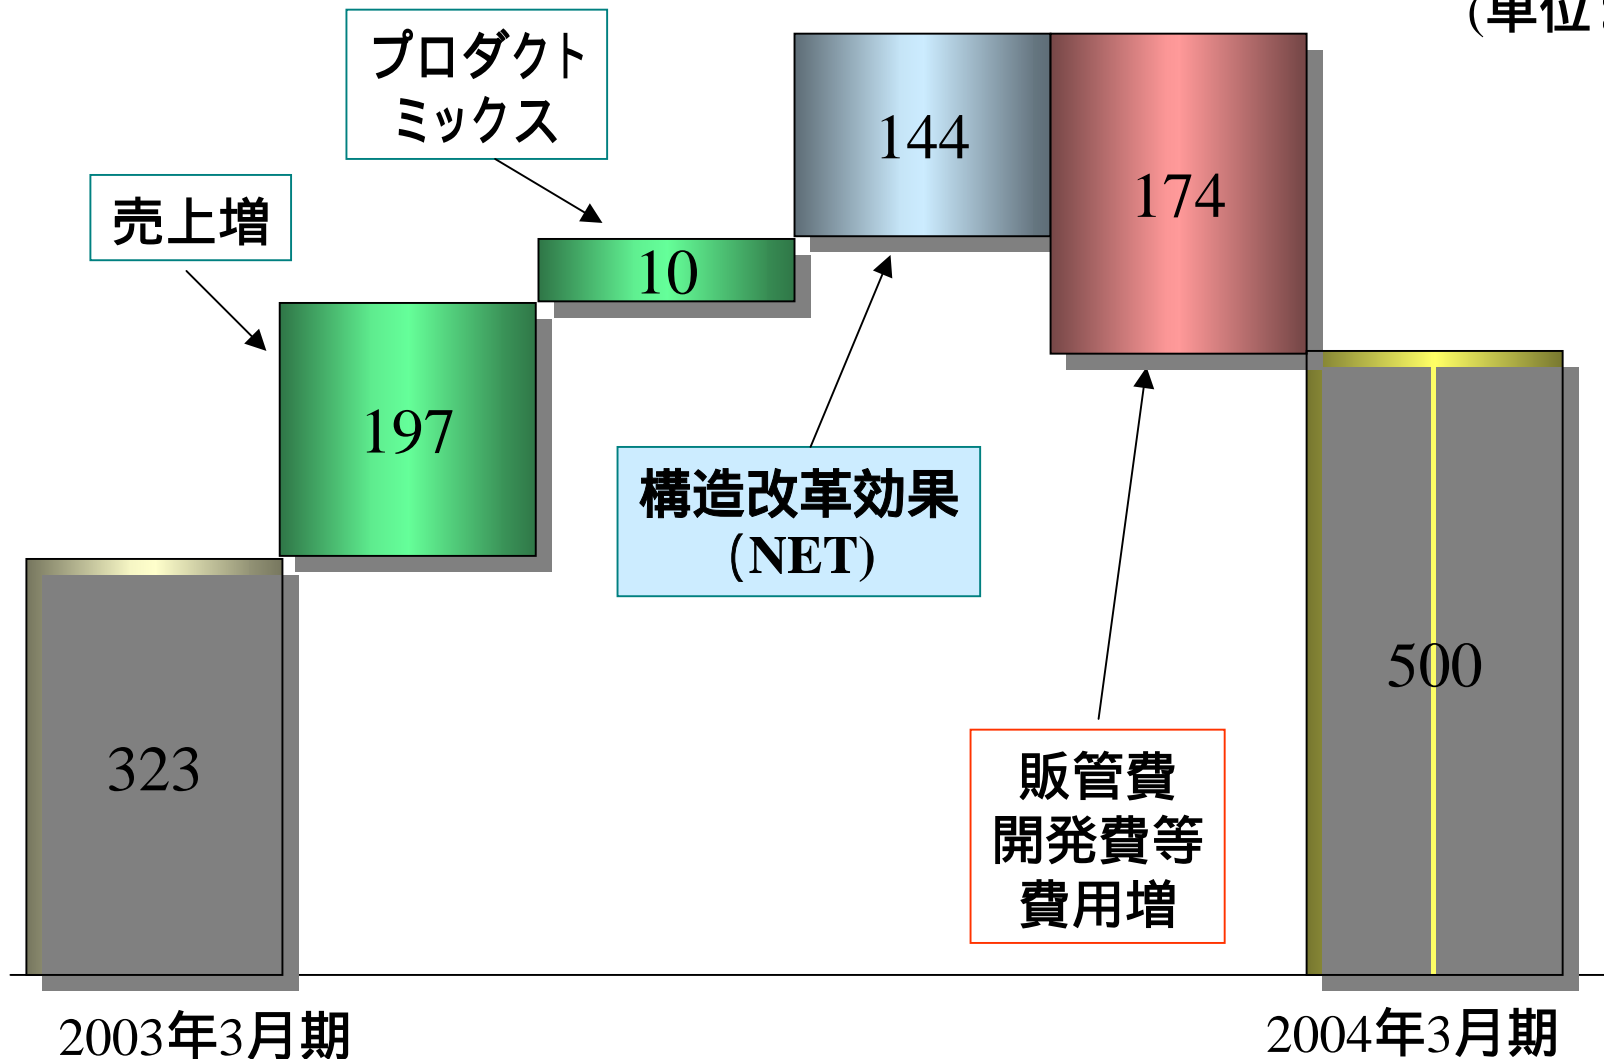 (単位:
プロダクト
ミックス
144
174
売上増
10
197
構造改革効果
(NET)
500
323
販管費
開発費等
費用増
2003年3月期
2004年3月期